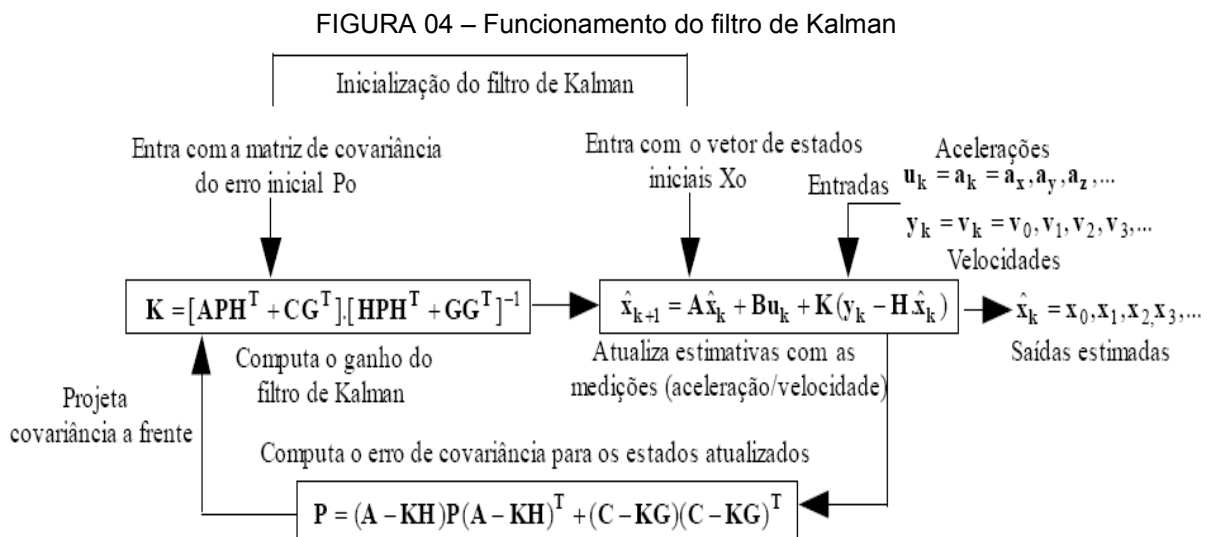 FIGURA 04 – Funcionamento do filtro de Kalman
Inicialização do filtro de Kalman
Entra com a matriz de covariância
do erro inicial Po
Entra com o vetor de estados
iniciais Xo
Entradas
Acelerações
u_k = a_k = a_x, a_y, a_z,...
y_k = v_k = v_0, v_1, v_2, v_3,...
Velocidades
K = [APH^T + CG^T].[HPH^T + GG^T]^{-1}
x̂_{k+1} = Ax̂_k + Bu_k + K(y_k - H.x̂_k)
x̂_k = x_0, x_1, x_2, x_3,...
Saídas estimadas
Computa o ganho do
filtro de Kalman
Atualiza estimativas com as
medições (aceleração/velocidade)
Projeta
covariância a frente
Computa o erro de covariância para os estados atualizados
P = (A - KH)P(A - KH)^T + (C - KG)(C - KG)^T